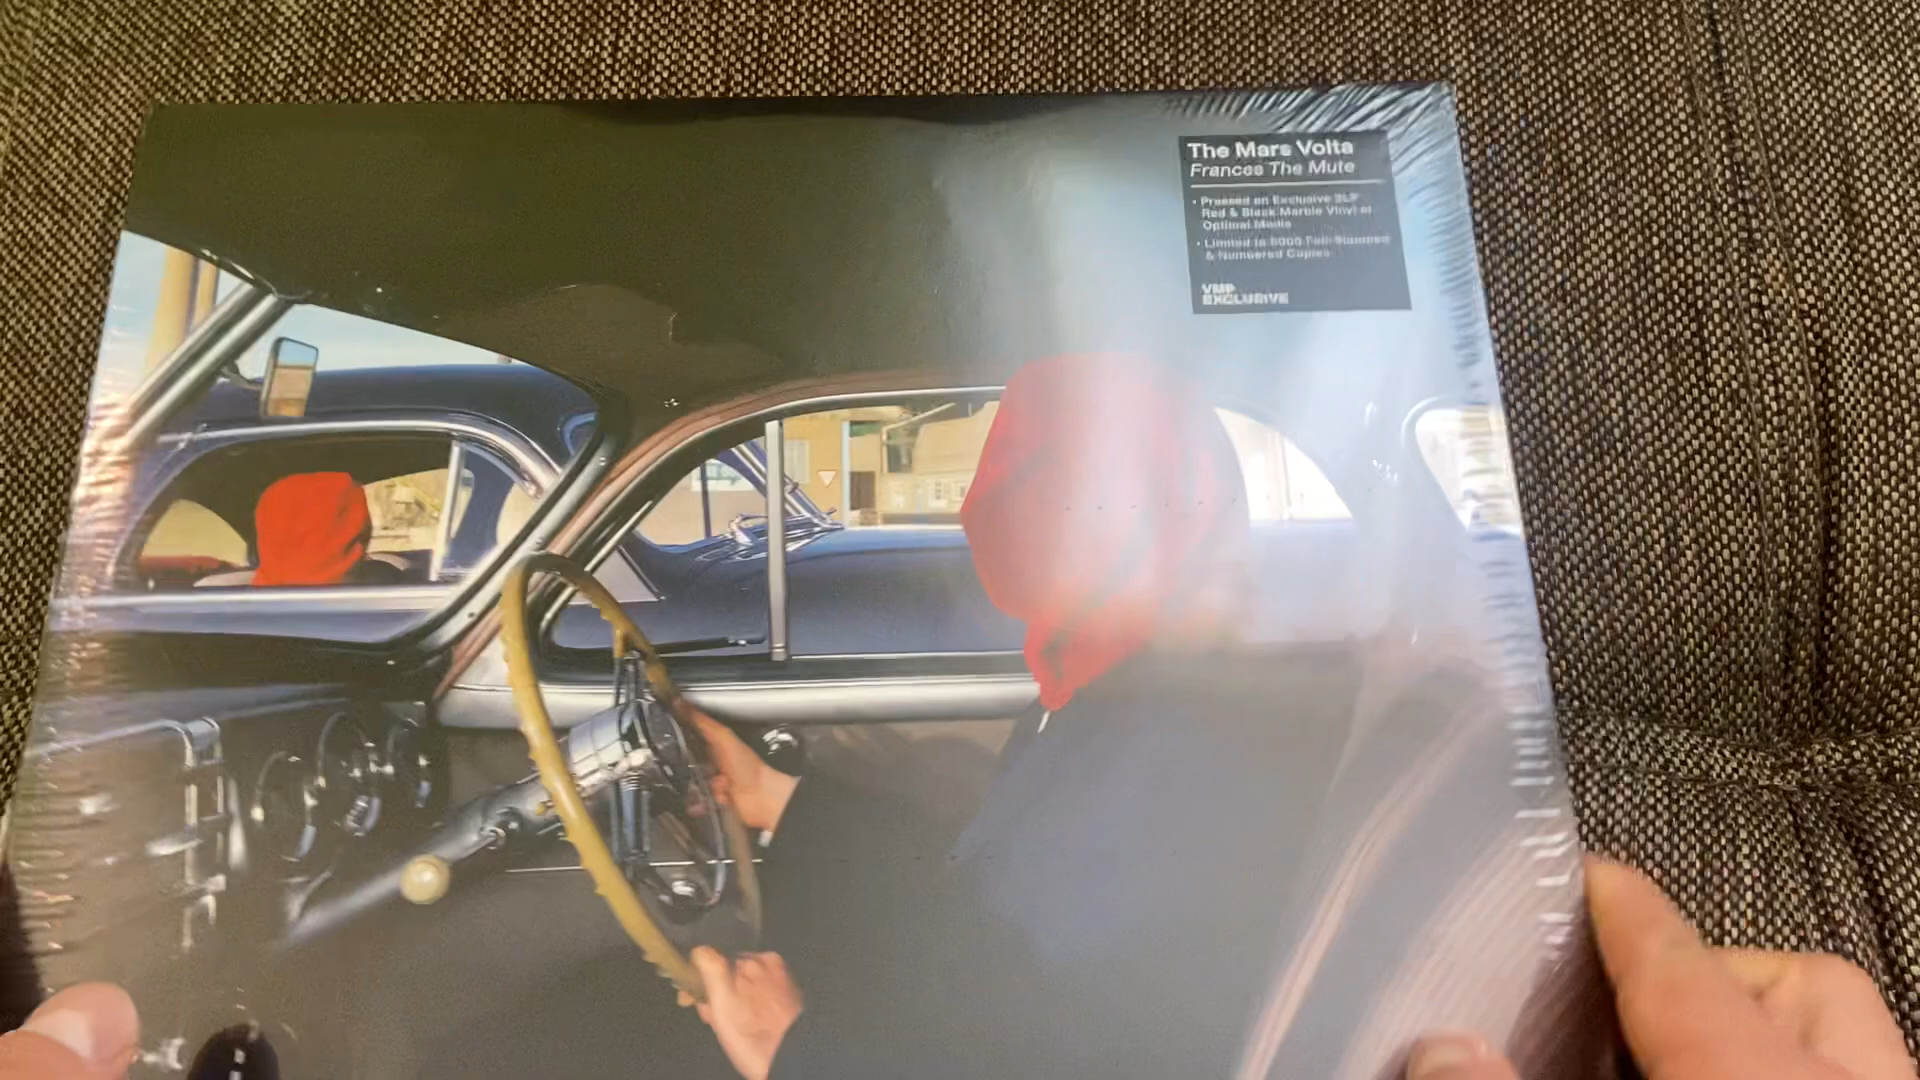 The Mars Volta
Frances The Mute
• Pressed on Exclusive 3LP
Red & Black Marble Vinyl at
Optimal Media
• Limited to 5000 Foil-Stamped
& Numbered Copies
VMP
EXCLUSIVE